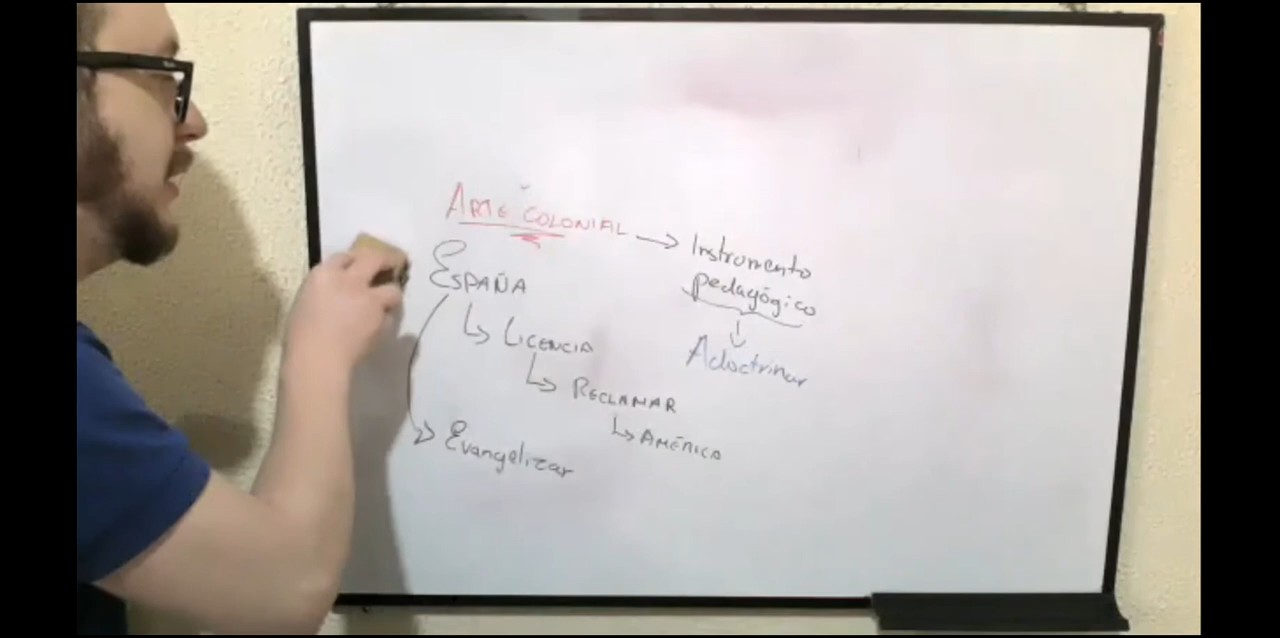 ARTE COLONIAL → Instrumento
pedagógico
↓
Adoctrinar
ESPAÑA
↳ LICENCIA
↳ RECLAMAR
↳ AMÉRICA
→ Evangelizar